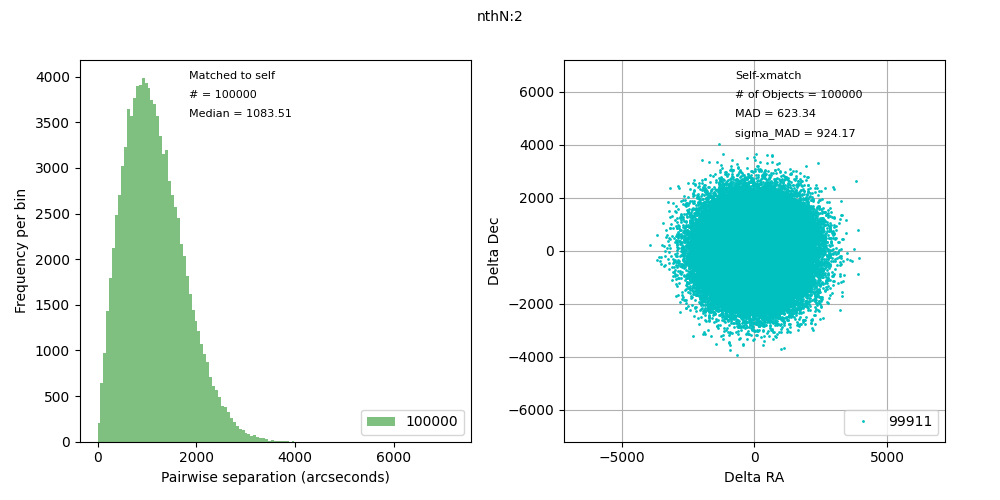 nthN:2
Matched to self
# = 100000
Median = 1083.51
4000
3500
3000
2500
2000
1500
1000
500
0
Frequency per bin
0
2000
4000
6000
Pairwise separation (arcseconds)
100000
Self-xmatch
# of Objects = 100000
MAD = 623.34
sigma_MAD = 924.17
6000
4000
2000
0
−2000
−4000
−6000
Delta Dec
−5000
0
5000
Delta RA
99911